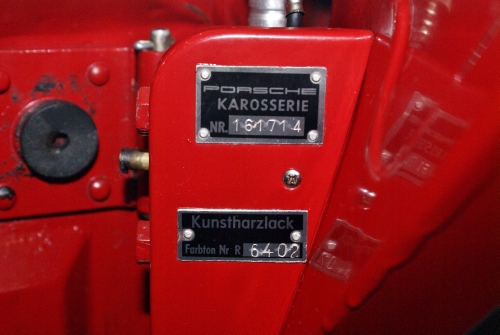 PORSCHE
KAROSSERIE
NR. 161714
Kunstharzlack
Farbton Nr R 6402